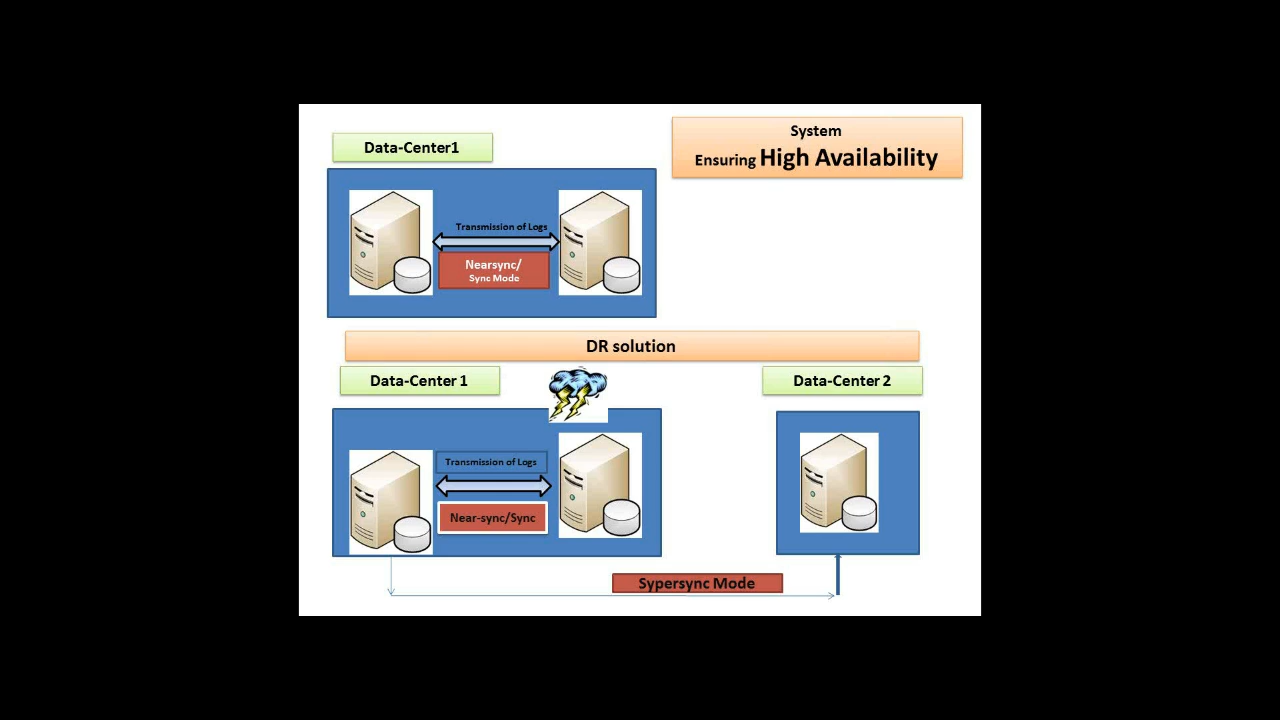 Data-Center1
System
Ensuring High Availability
Transmission of Logs
Nearsync/
Sync Mode
DR solution
Data-Center 1
Data-Center 2
Transmission of Logs
Near-sync/Sync
Sypersync Mode